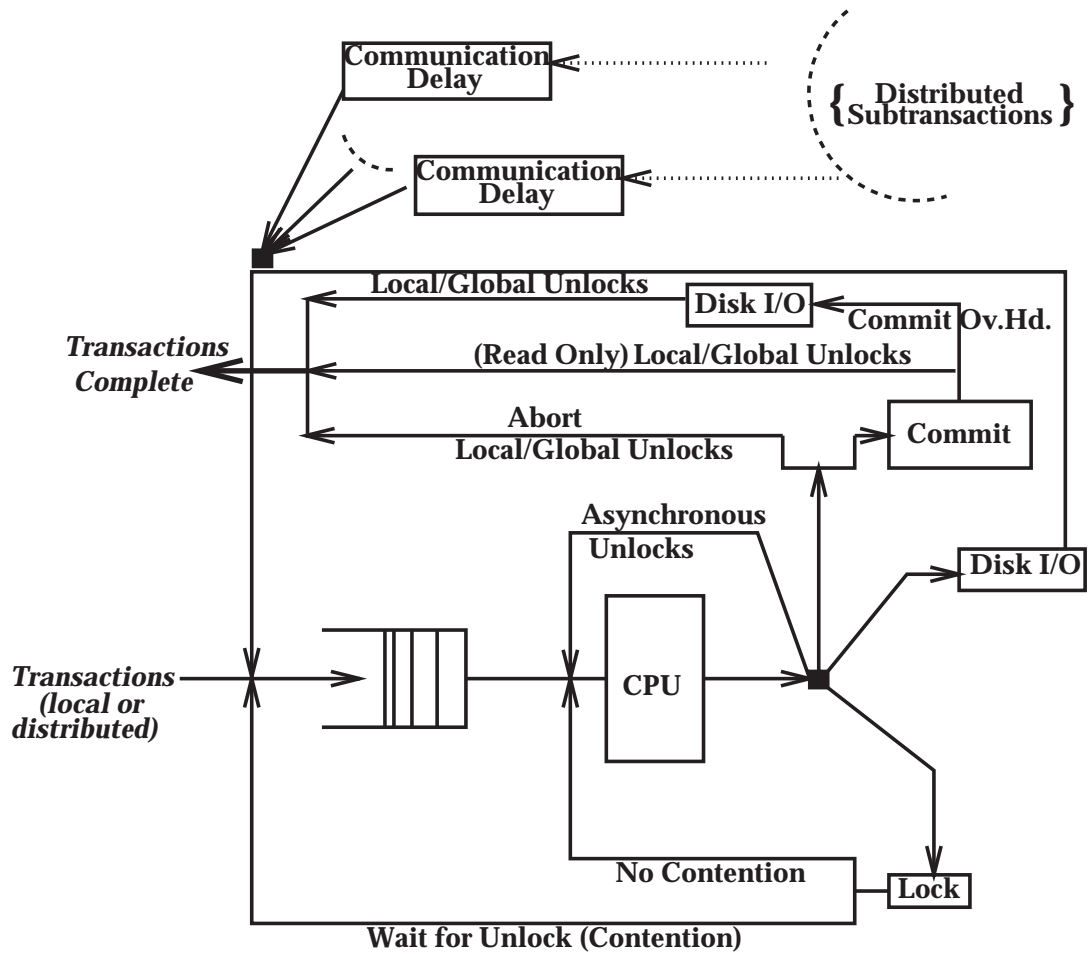 Communication
Delay
{ Distributed }
Subtransactions
Communication
Delay
Local/Global Unlocks
Disk I/O
Commit Ov.Hd.
Transactions
Complete
(Read Only) Local/Global Unlocks
Abort
Local/Global Unlocks
Commit
Asynchronous
Unlocks
Disk I/O
Transactions
(local or
distributed)
CPU
No Contention
Lock
Wait for Unlock (Contention)